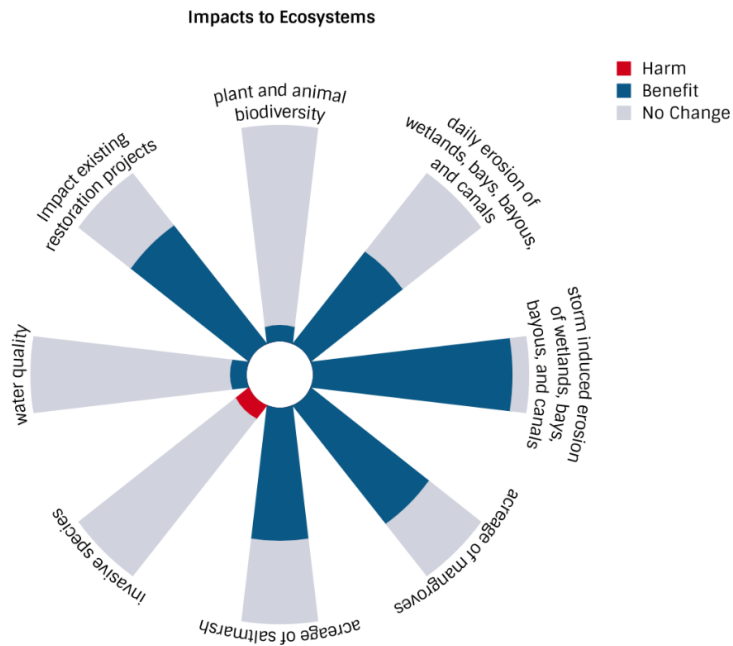 Impacts to Ecosystems
Harm
Benefit
No Change
plant and animal
biodiversity
daily erosion of
wetlands, bays, bayous,
and canals
storm induced erosion
of wetlands, bays,
bayous, and canals
acreage of mangroves
acreage of saltmarsh
invasive species
water quality
Impact existing
restoration projects